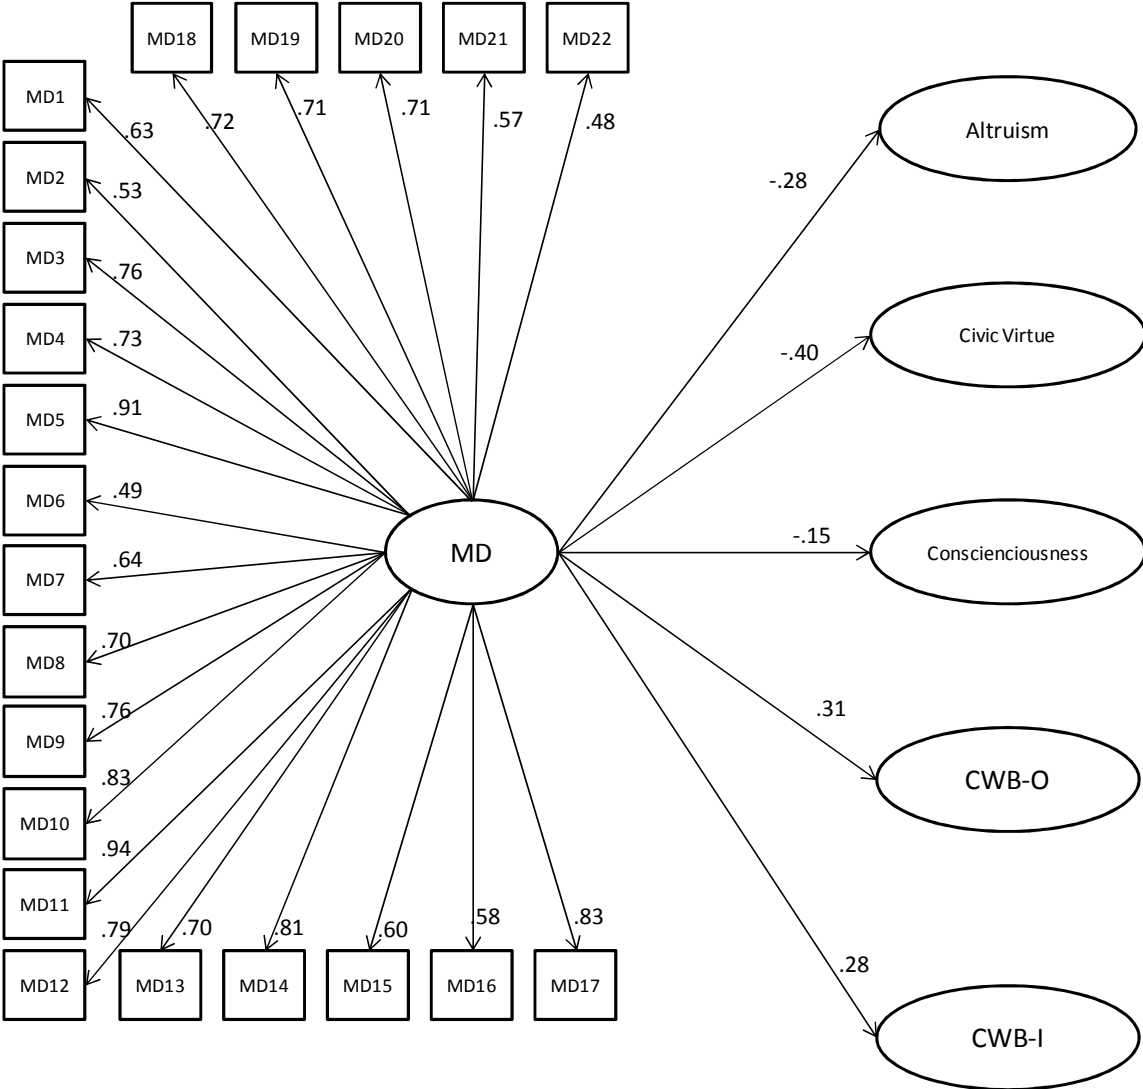 MD18
MD19
MD20
MD21
MD22
MD1
MD2
MD3
MD4
MD5
MD6
MD7
MD8
MD9
MD10
MD11
MD12
MD13
MD14
MD15
MD16
MD17
.63
.53
.76
.73
.91
.49
.64
.70
.76
.83
.94
.79
.70
.81
.60
.58
.83
.72
.71
.71
.57
.48
MD
-.28
-.40
-.15
.31
.28
Altruism
Civic Virtue
Conscienciousness
CWB-O
CWB-I